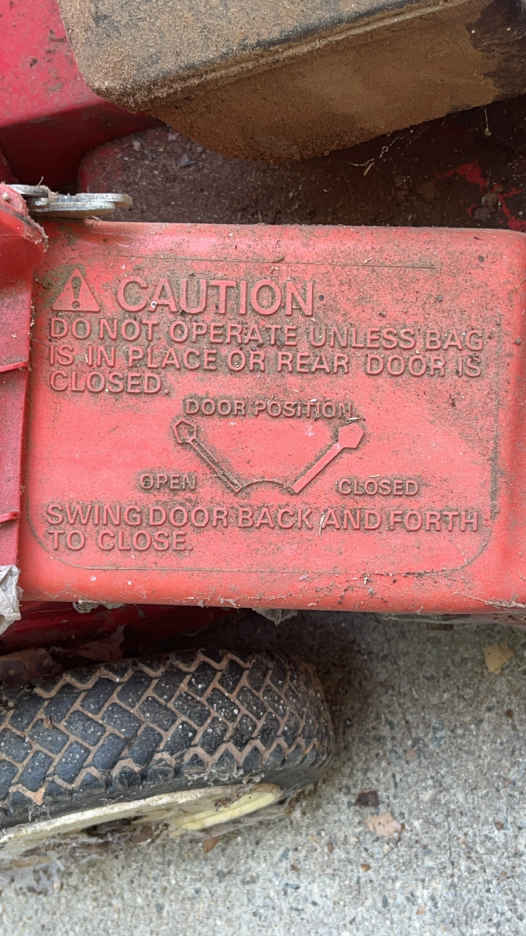 CAUTION
DO NOT OPERATE UNLESS BAG
IS IN PLACE OR REAR DOOR IS
CLOSED.
DOOR POSITION
OPEN CLOSED
SWING DOOR BACK AND FORTH
TO CLOSE.